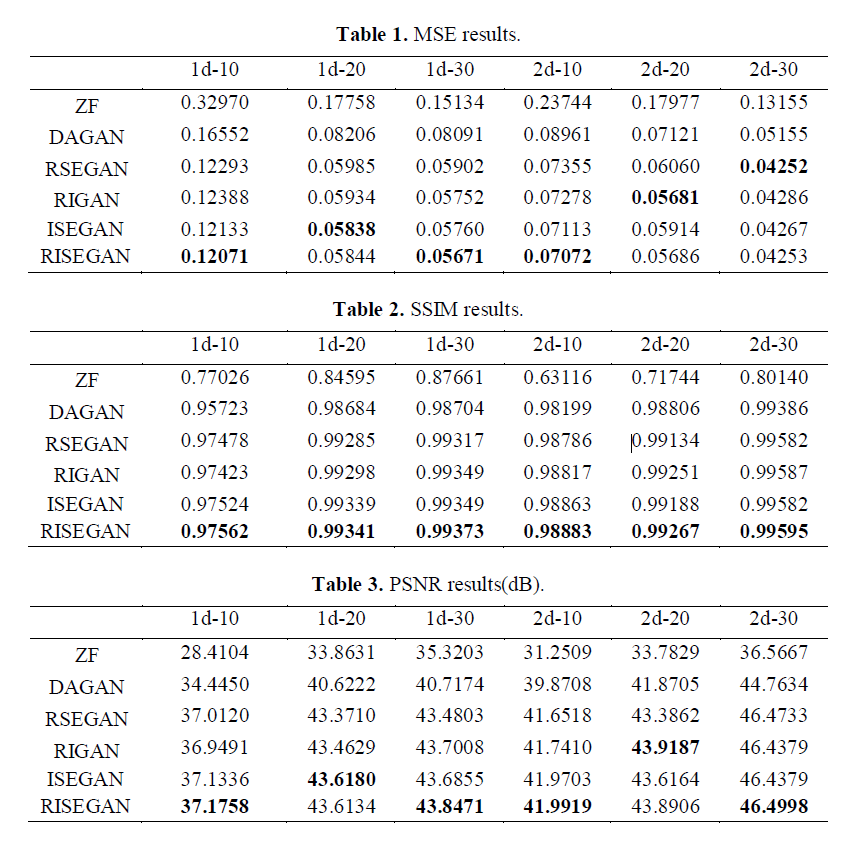 Table 1. MSE results.
1d-10 1d-20 1d-30 2d-10 2d-20 2d-30
ZF 0.32970 0.17758 0.15134 0.23744 0.17977 0.13155
DAGAN 0.16552 0.08206 0.08091 0.08961 0.07121 0.05155
RSEGAN 0.12293 0.05985 0.05902 0.07355 0.06060 0.04252
RIGAN 0.12388 0.05934 0.05752 0.07278 0.05681 0.04286
ISEGAN 0.12133 0.05838 0.05760 0.07113 0.05914 0.04267
RISEGAN 0.12071 0.05844 0.05671 0.07072 0.05686 0.04253
Table 2. SSIM results.
1d-10 1d-20 1d-30 2d-10 2d-20 2d-30
ZF 0.77026 0.84595 0.87661 0.63116 0.71744 0.80140
DAGAN 0.95723 0.98684 0.98704 0.98199 0.98806 0.99386
RSEGAN 0.97478 0.99285 0.99317 0.98786 0.99134 0.99582
RIGAN 0.97423 0.99298 0.99349 0.98817 0.99251 0.99587
ISEGAN 0.97524 0.99339 0.99349 0.98863 0.99188 0.99582
RISEGAN 0.97562 0.99341 0.99373 0.98883 0.99267 0.99595
Table 3. PSNR results(dB).
1d-10 1d-20 1d-30 2d-10 2d-20 2d-30
ZF 28.4104 33.8631 35.3203 31.2509 33.7829 36.5667
DAGAN 34.4450 40.6222 40.7174 39.8708 41.8705 44.7634
RSEGAN 37.0120 43.3710 43.4803 41.6518 43.3862 46.4733
RIGAN 36.9491 43.4629 43.7008 41.7410 43.9187 46.4379
ISEGAN 37.1336 43.6180 43.6855 41.9703 43.6164 46.4379
RISEGAN 37.1758 43.6134 43.8471 41.9919 43.8906 46.4998